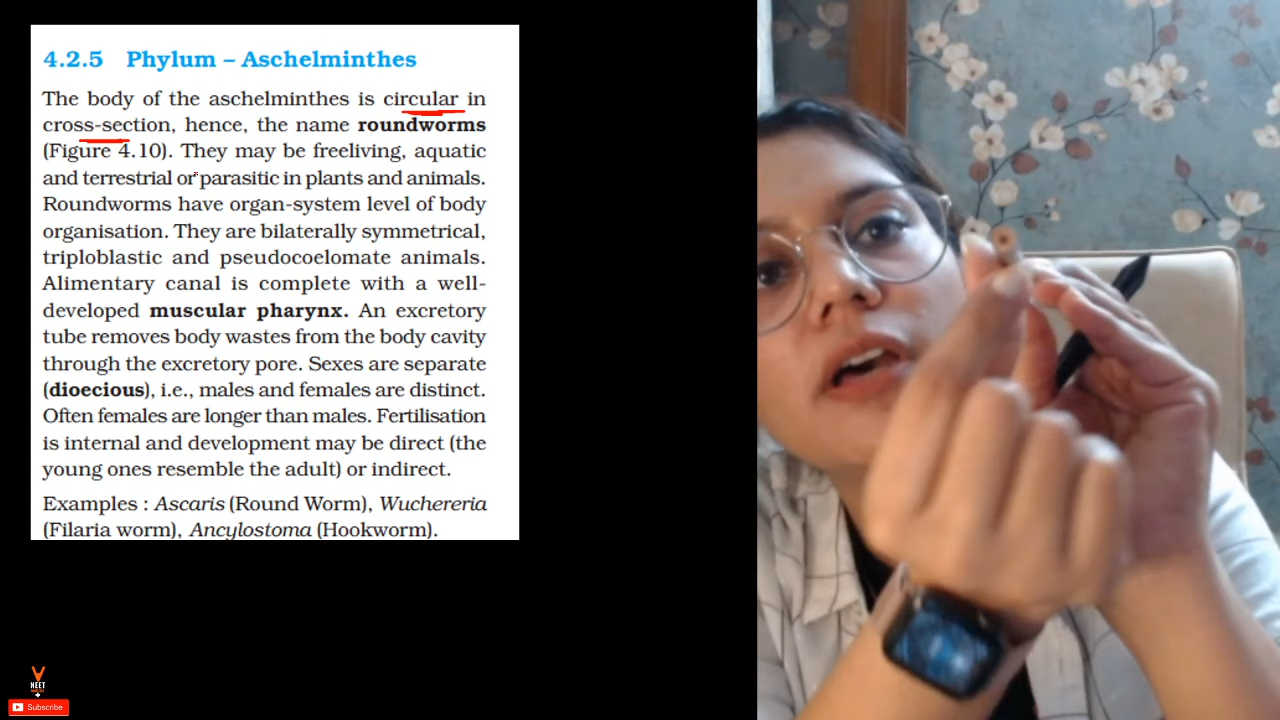 4.2.5 Phylum – Aschelminthes
The body of the aschelminthes is circular in
cross-section, hence, the name roundworms
(Figure 4.10). They may be freeliving, aquatic
and terrestrial or parasitic in plants and animals.
Roundworms have organ-system level of body
organisation. They are bilaterally symmetrical,
triploblastic and pseudocoelomate animals.
Alimentary canal is complete with a well-
developed muscular pharynx. An excretory
tube removes body wastes from the body cavity
through the excretory pore. Sexes are separate
(dioecious), i.e., males and females are distinct.
Often females are longer than males. Fertilisation
is internal and development may be direct (the
young ones resemble the adult) or indirect.
Examples : Ascaris (Round Worm), Wuchereria
(Filaria worm), Ancylostoma (Hookworm).
NEET
Subscribe